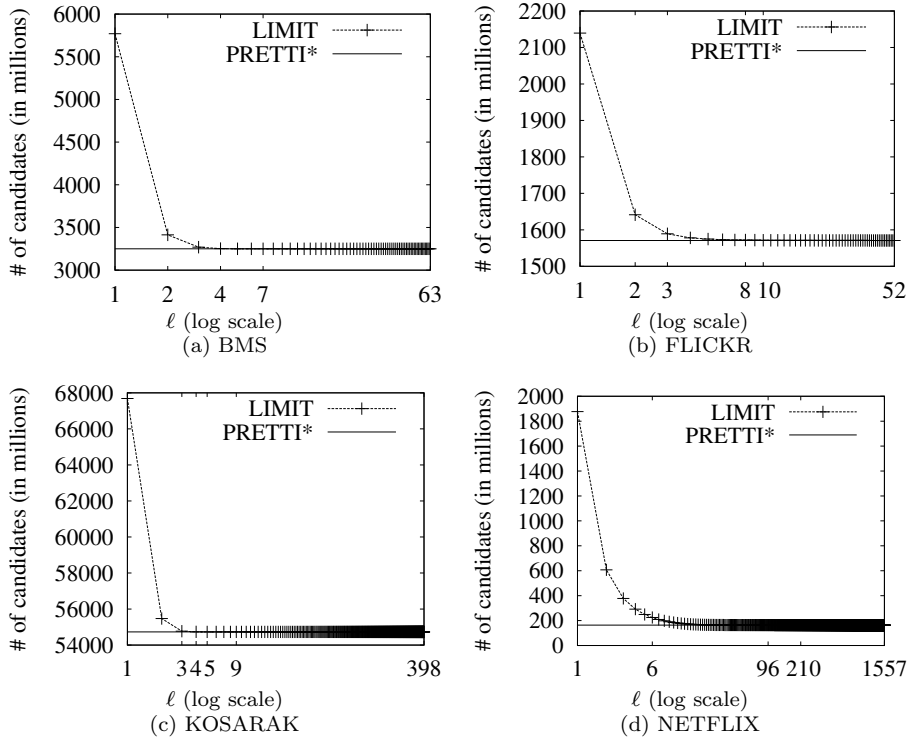 # of candidates (in millions)
6000
5500
5000
4500
4000
3500
3000
LIMIT
PRETTI*
1 2 4 7 63
ℓ (log scale)
(a) BMS
# of candidates (in millions)
2200
2100
2000
1900
1800
1700
1600
1500
LIMIT
PRETTI*
1 2 3 8 10 52
ℓ (log scale)
(b) FLICKR
# of candidates (in millions)
68000
66000
64000
62000
60000
58000
56000
54000
LIMIT
PRETTI*
1 3 4 5 9 398
ℓ (log scale)
(c) KOSARAK
# of candidates (in millions)
2000
1800
1600
1400
1200
1000
800
600
400
200
0
LIMIT
PRETTI*
1 6 96 210 1557
ℓ (log scale)
(d) NETFLIX